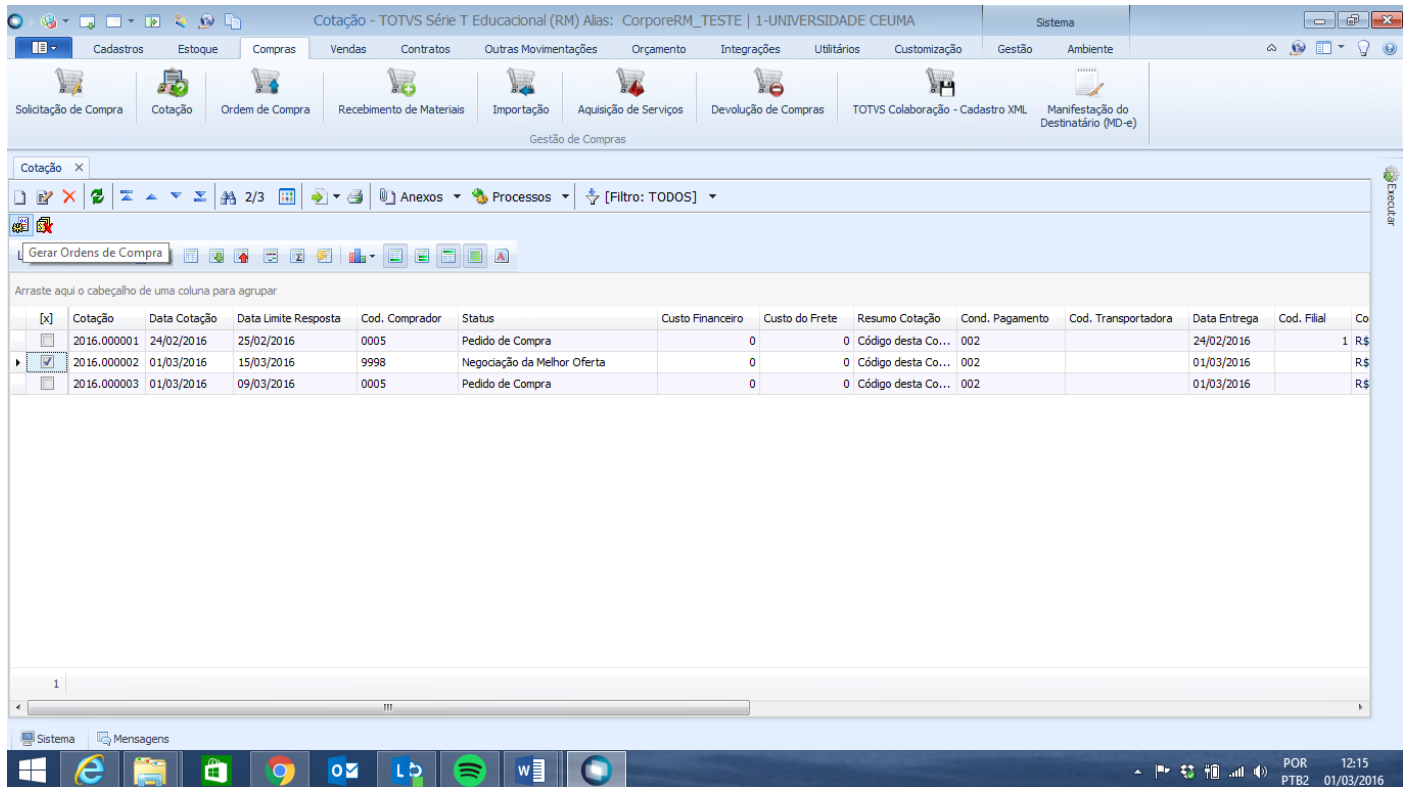 Cotação - TOTVS Série T Educacional (RM) Alias: CorporeRM_TESTE | 1-UNIVERSIDADE CEUMA
Sistema
Cadastros Estoque Compras Vendas Contratos Outras Movimentações Orçamento Integrações Utilitários Customização Gestão Ambiente
Solicitação de Compra Cotação Ordem de Compra Recebimento de Materiais Importação Aquisição de Serviços Devolução de Compras TOTVS Colaboração - Cadastro XML Manifestação do
Destinatário (MD-e)
Gestão de Compras
Cotação
Executar
2/3 Anexos Processos [Filtro: TODOS]
Gerar Ordens de Compra
Arraste aqui o cabeçalho de uma coluna para agrupar
[x] Cotação Data Cotação Data Limite Resposta Cod. Comprador Status Custo Financeiro Custo do Frete Resumo Cotação Cond. Pagamento Cod. Transportadora Data Entrega Cod. Filial Co
2016.000001 24/02/2016 25/02/2016 0005 Pedido de Compra 0 0 Código desta Co... 002 24/02/2016 1 R$
2016.000002 01/03/2016 15/03/2016 9998 Negociação da Melhor Oferta 0 0 Código desta Co... 002 01/03/2016 R$
2016.000003 01/03/2016 09/03/2016 0005 Pedido de Compra 0 0 Código desta Co... 002 01/03/2016 R$
1
Sistema Mensagens
POR 12:15
PTB2 01/03/2016